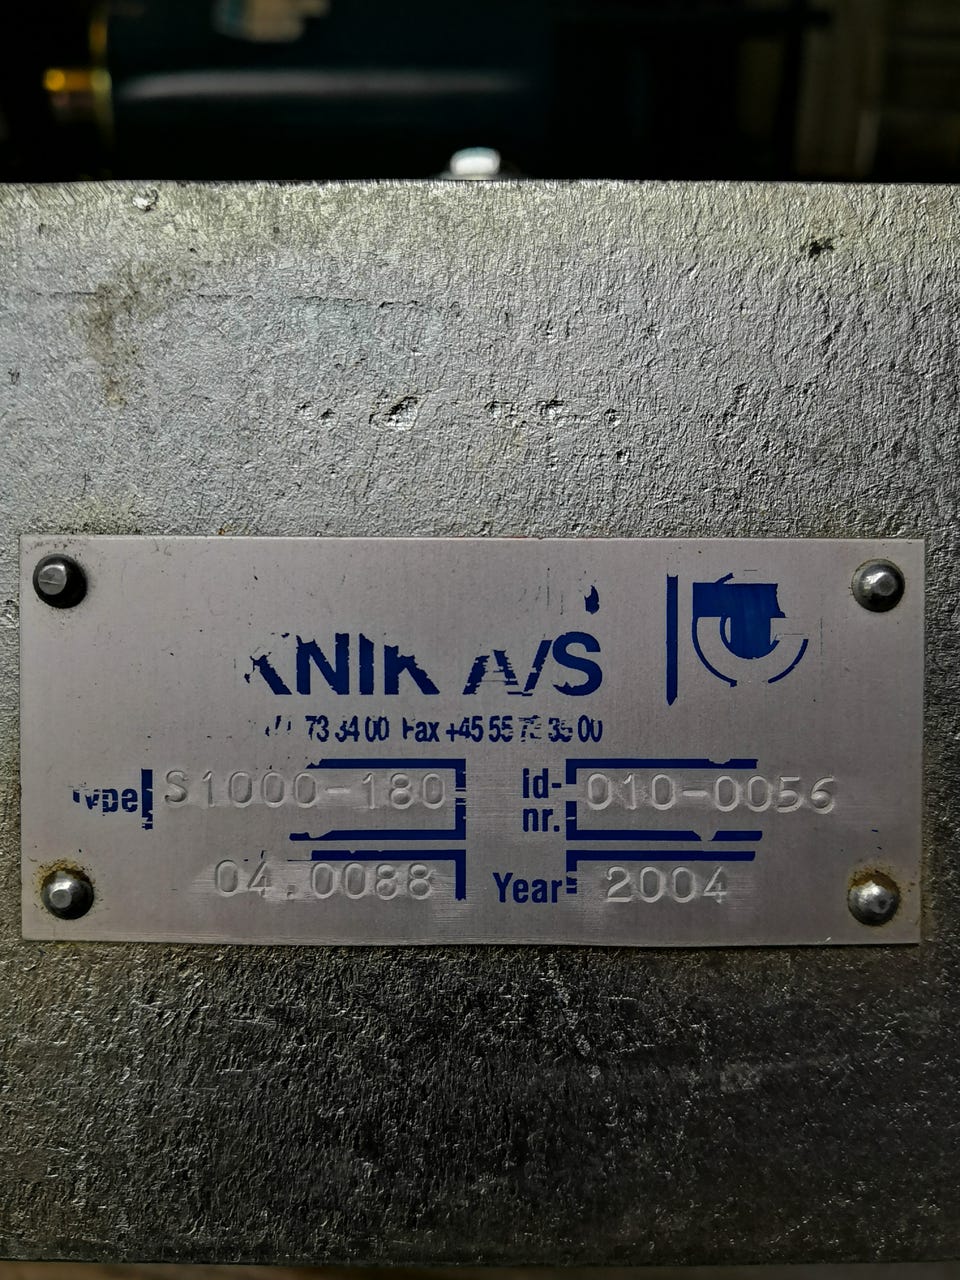 KNIK A/S
73 34 00 Fax +45 55 73 35 00
Type S1000-180 Id-nr. 010-0056
04.0088 Year 2004